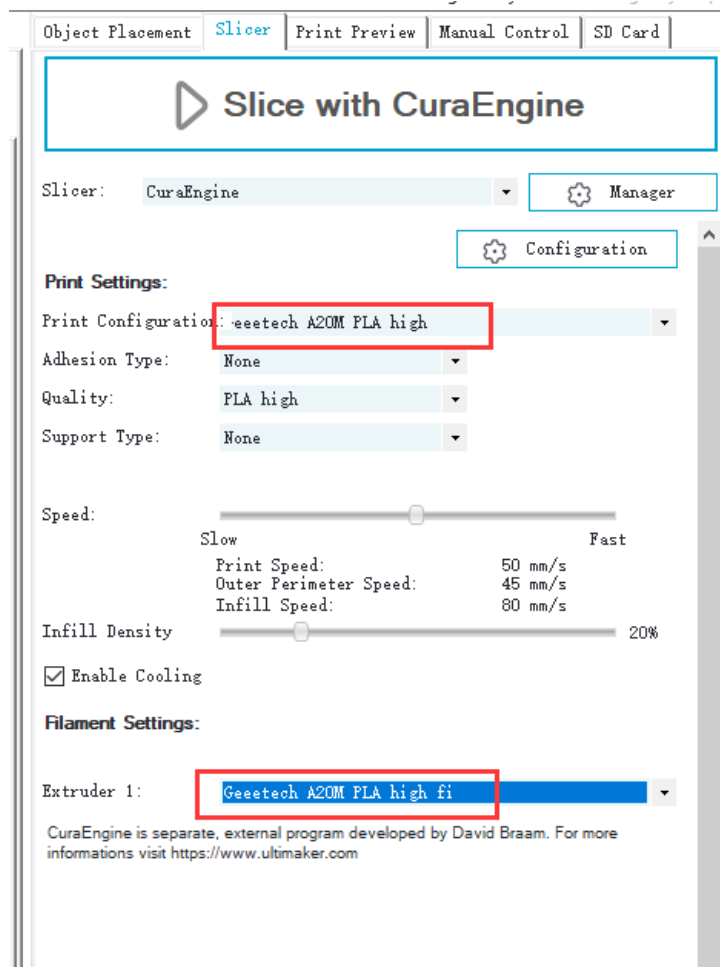 Object Placement Slicer Print Preview Manual Control SD Card
Slice with CuraEngine
Slicer: CuraEngine Manager
Configuration
Print Settings:
Print Configuration: eeetech A20M PLA high
Adhesion Type: None
Quality: PLA high
Support Type: None
Speed:
Slow Fast
Print Speed: 50 mm/s
Outer Perimeter Speed: 45 mm/s
Infill Speed: 80 mm/s
Infill Density 20%
Enable Cooling
Filament Settings:
Extruder 1: Geeetech A20M PLA high fi
CuraEngine is separate, external program developed by David Braam. For more
informations visit https://www.ultimaker.com